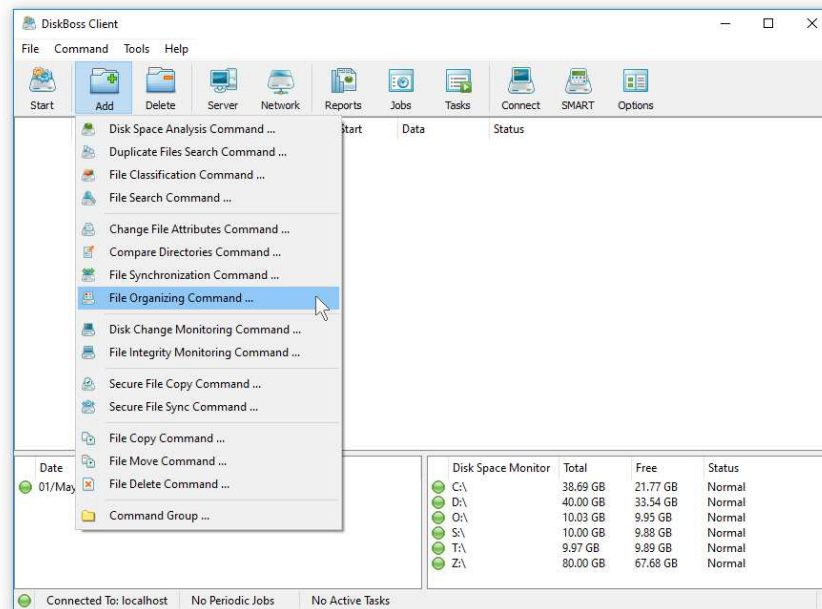 DiskBoss Client
File Command Tools Help
Start Add Delete Server Network Reports Jobs Tasks Connect SMART Options
Start Data Status
Disk Space Analysis Command ...
Duplicate Files Search Command ...
File Classification Command ...
File Search Command ...
Change File Attributes Command ...
Compare Directories Command ...
File Synchronization Command ...
File Organizing Command ...
Disk Change Monitoring Command ...
File Integrity Monitoring Command ...
Secure File Copy Command ...
Secure File Sync Command ...
File Copy Command ...
File Move Command ...
File Delete Command ...
Command Group ...
Date
01/May
Disk Space Monitor Total Free Status
C:\ 38.69 GB 21.77 GB Normal
D:\ 40.00 GB 33.54 GB Normal
O:\ 10.03 GB 9.95 GB Normal
S:\ 10.00 GB 9.88 GB Normal
T:\ 9.97 GB 9.89 GB Normal
Z:\ 80.00 GB 67.68 GB Normal
Connected To: localhost No Periodic Jobs No Active Tasks